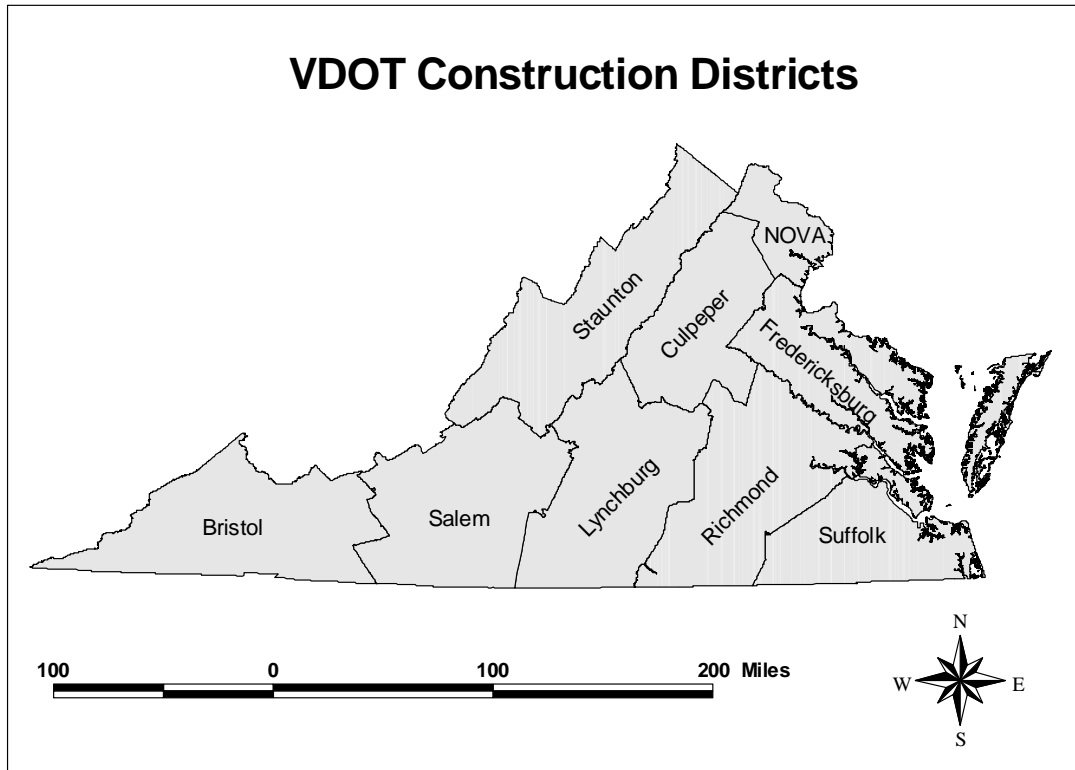 VDOT Construction Districts
NOVA
Staunton
Culpeper
Fredericksburg
Bristol
Salem
Lynchburg
Richmond
Suffolk
100 0 100 200 Miles
N
W E
S